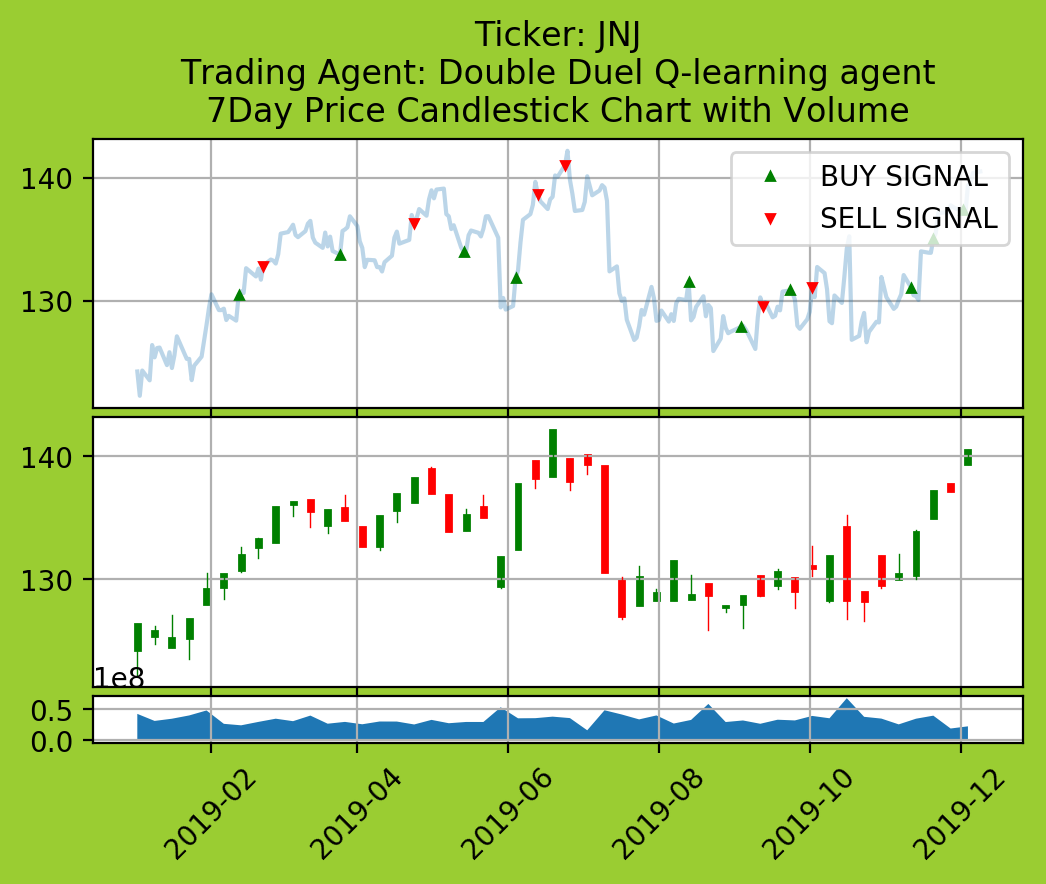 Ticker: JNJ
Trading Agent: Double Duel Q-learning agent
7Day Price Candlestick Chart with Volume
140
130
BUY SIGNAL
SELL SIGNAL
140
130
1e8
0.5
0.0
2019-02
2019-04
2019-06
2019-08
2019-10
2019-12